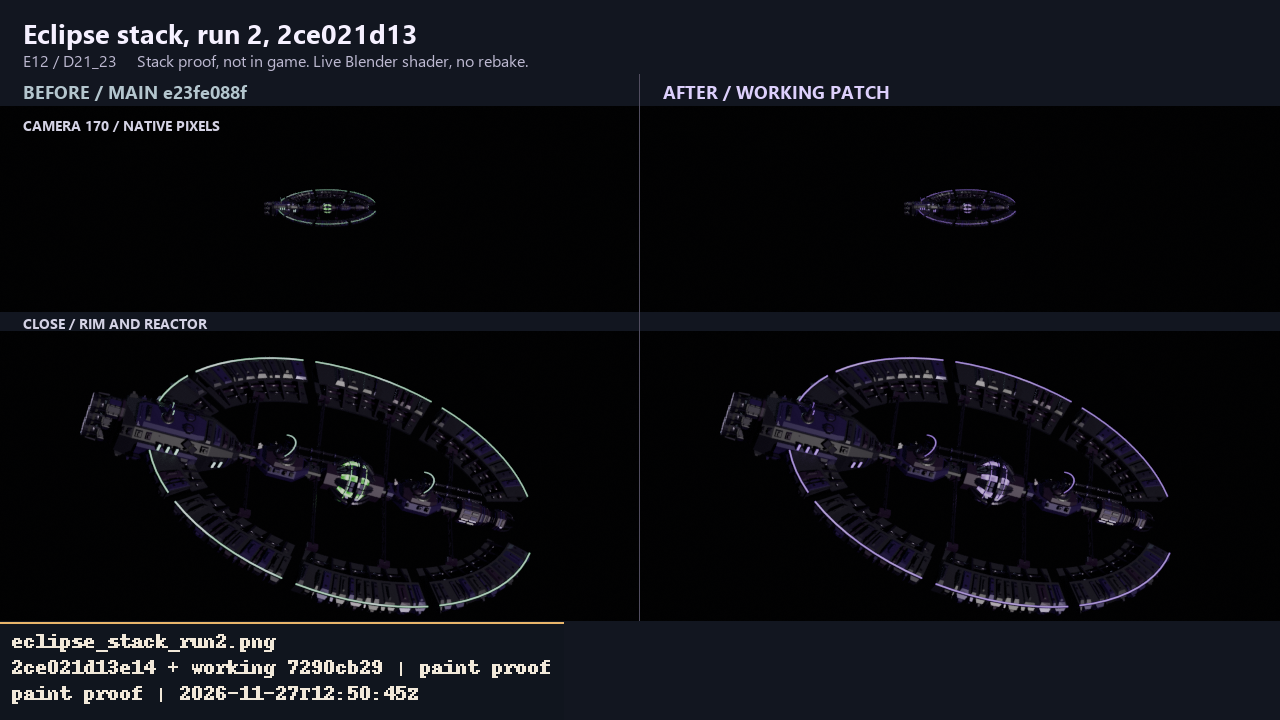 Eclipse stack, run 2, 2ce021d13
E12 / D21_23 Stack proof, not in game. Live Blender shader, no rebake.
BEFORE / MAIN e23fe088f
AFTER / WORKING PATCH
CAMERA 170 / NATIVE PIXELS
CLOSE / RIM AND REACTOR
eclipse_stack_run2.png
2ce021d13e14 + working 7290cb29 | paint proof
paint proof | 2026-11-27T12:50:45Z